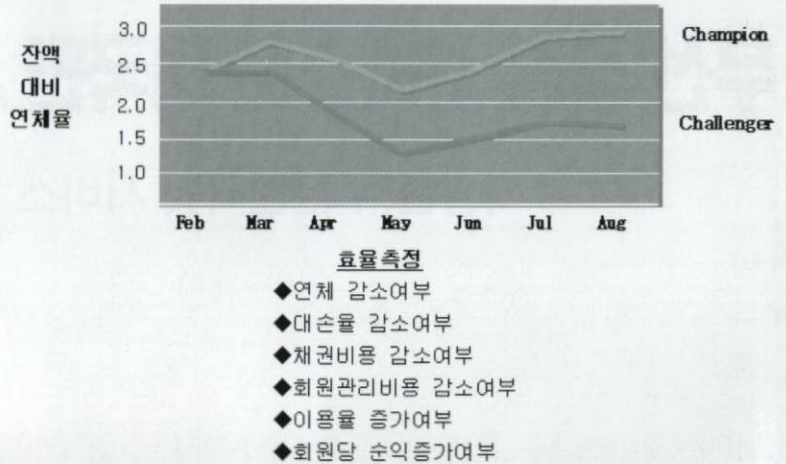 잔액
대비
연체율
3.0
2.5
2.0
1.5
1.0
Champion
Challenger
Feb Mar Apr May Jun Jul Aug
효율측정
◆연체 감소여부
◆대손율 감소여부
◆채권비용 감소여부
◆회원관리비용 감소여부
◆이용율 증가여부
◆회원당 순익증가여부